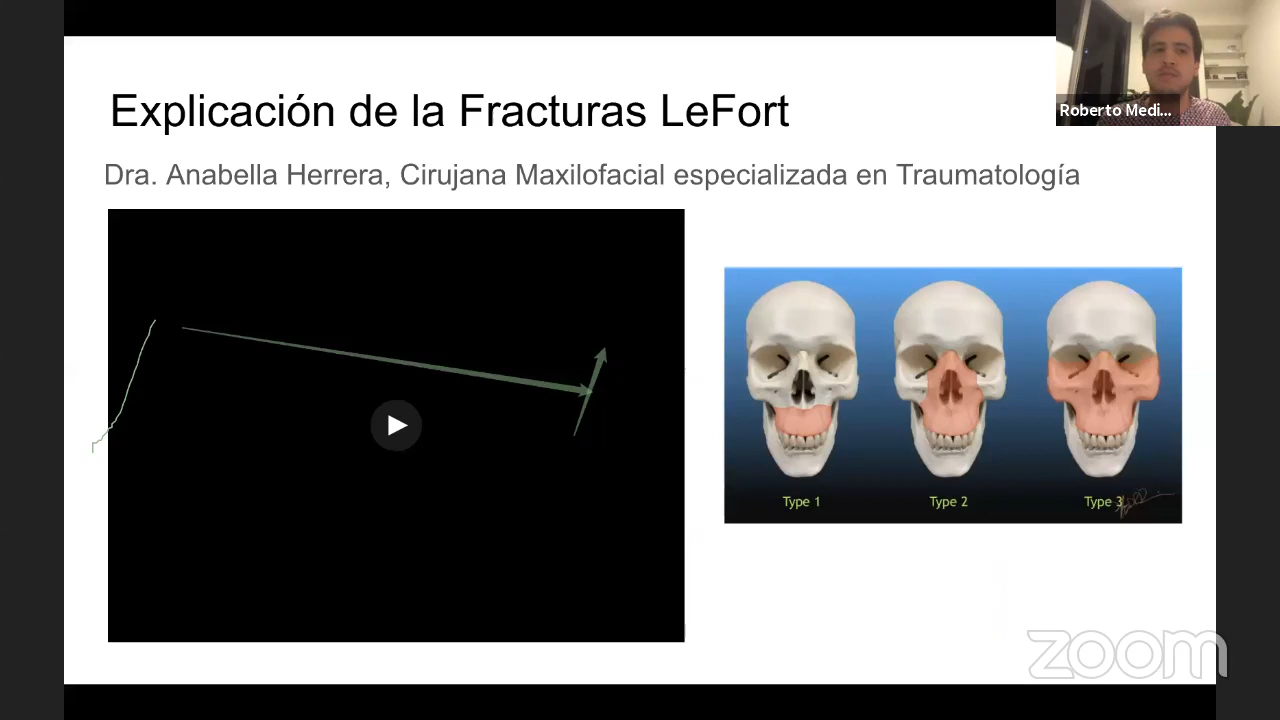 Explicación de la Fracturas LeFort
Roberto Medi...
Dra. Anabella Herrera, Cirujana Maxilofacial especializada en Traumatología
Type 1
Type 2
Type 3
zoom